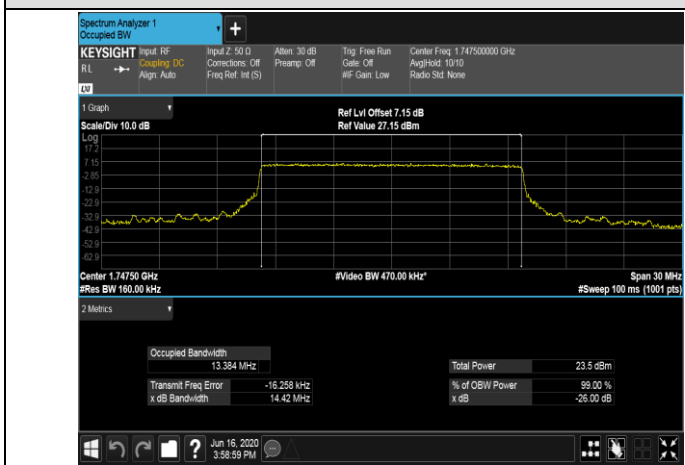 Spectrum Analyzer 1
Occupied BW
+
KEYSIGHT
RL
LXI
Input: RF
Coupling: DC
Align: Auto
Input Z: 50 Ω
Corrections: Off
Freq Ref: Int (S)
Atten: 30 dB
Preamp: Off
Trig: Free Run
Gate: Off
#IF Gain: Low
Center Freq: 1.747500000 GHz
Avg|Hold: 10/10
Radio Std: None
1 Graph
Scale/Div 10.0 dB
Ref Lvl Offset 7.15 dB
Ref Value 27.15 dBm
Log
17.2
7.15
-2.85
-12.9
-22.9
-32.9
-42.9
-52.9
-62.9
Center 1.74750 GHz
#Video BW 470.00 kHz*
Span 30 MHz
#Res BW 160.00 kHz
#Sweep 100 ms (1001 pts)
2 Metrics
Occupied Bandwidth
13.384 MHz
Total Power 23.5 dBm
Transmit Freq Error -16.258 kHz
% of OBW Power 99.00 %
x dB Bandwidth 14.42 MHz
x dB -26.00 dB
?
Jun 16, 2020
3:58:59 PM